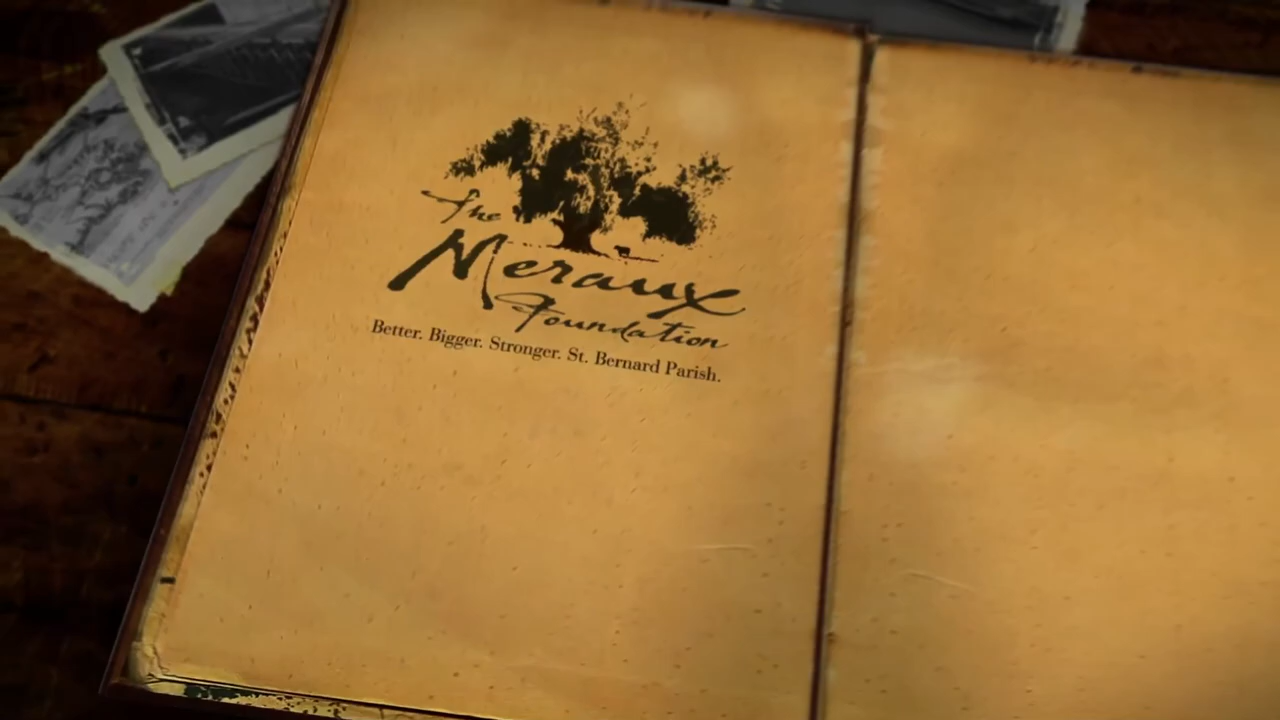 The
Meraux
Foundation
Better. Bigger. Stronger. St. Bernard Parish.